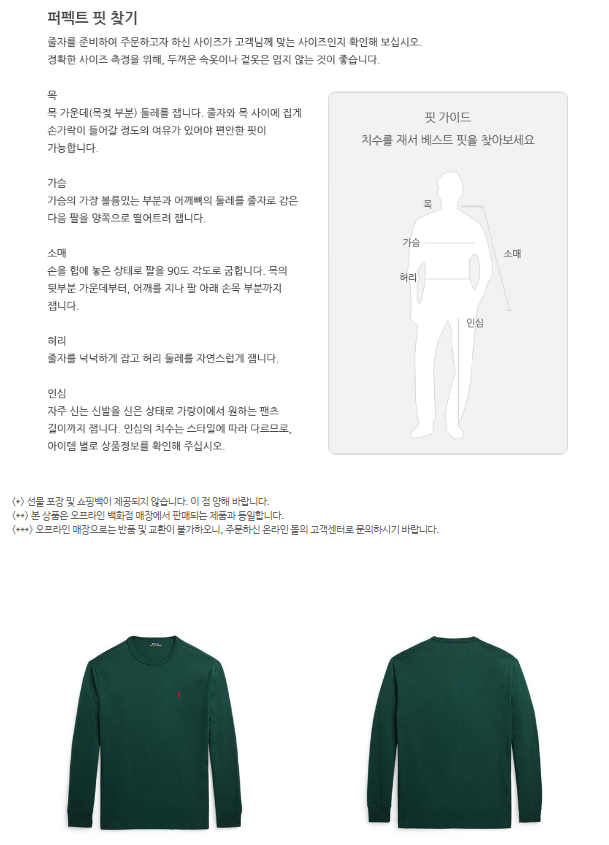 퍼펙트 핏 찾기
줄자를 준비하여 주문하고자 하신 사이즈가 고객님께 맞는 사이즈인지 확인해 보십시오.
정확한 사이즈 측정을 위해, 두꺼운 속옷이나 겉옷은 입지 않는 것이 좋습니다.
목
목 가운데(목젖 부분) 둘레를 잽니다. 줄자와 목 사이에 집게
손가락이 들어갈 정도의 여유가 있어야 편안한 핏이
가능합니다.
가슴
가슴의 가장 볼륨있는 부분과 어깨뼈의 둘레를 줄자로 감은
다음 팔을 양쪽으로 떨어트려 잽니다.
소매
손을 힙에 놓은 상태로 팔을 90도 각도로 굽힙니다. 목의
뒷부분 가운데부터, 어깨를 지나 팔 아래 손목 부분까지
잽니다.
허리
줄자를 넉넉하게 잡고 허리 둘레를 자연스럽게 잽니다.
인심
자주 신는 신발을 신은 상태로 가랑이에서 원하는 팬츠
길이까지 잽니다. 인심의 치수는 스타일에 따라 다르므로,
아이템 별로 상품정보를 확인해 주십시오.
핏 가이드
치수를 재서 베스트 핏을 찾아보세요
목
가슴
소매
허리
인심
<*> 선물 포장 및 쇼핑백이 제공되지 않습니다. 이 점 양해 바랍니다.
<**> 본 상품은 오프라인 백화점 매장에서 판매되는 제품과 동일합니다.
<***> 오프라인 매장으로는 반품 및 교환이 불가하오니, 주문하신 온라인 몰의 고객센터로 문의하시기 바랍니다.